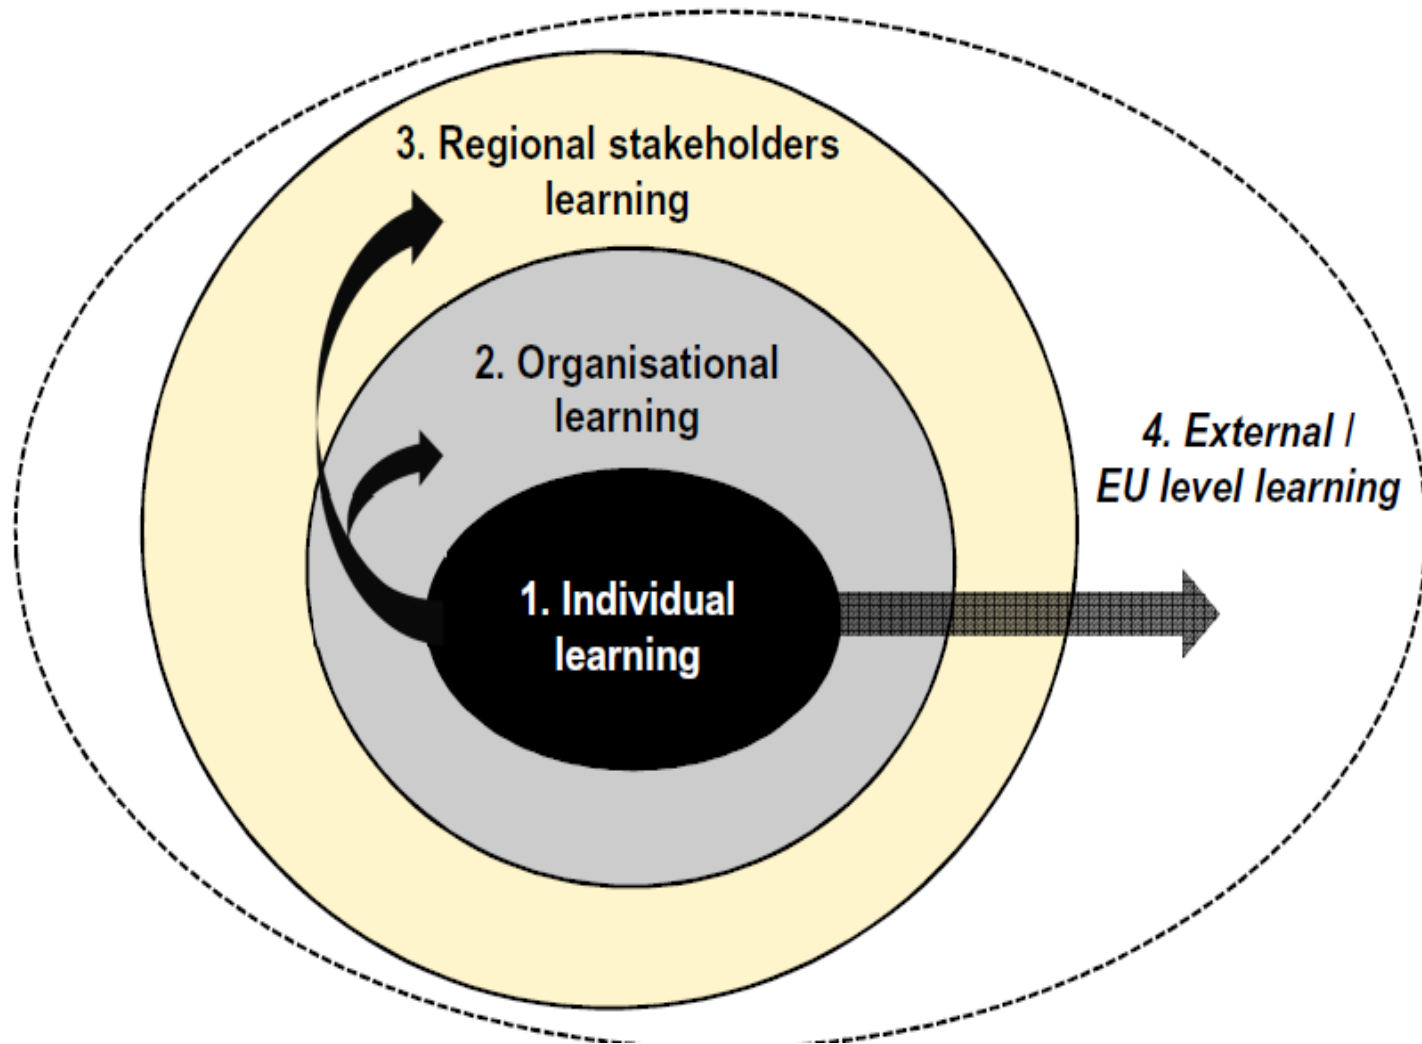 3. Regional stakeholders
learning
2. Organisational
learning
4. External /
EU level learning
1. Individual
learning